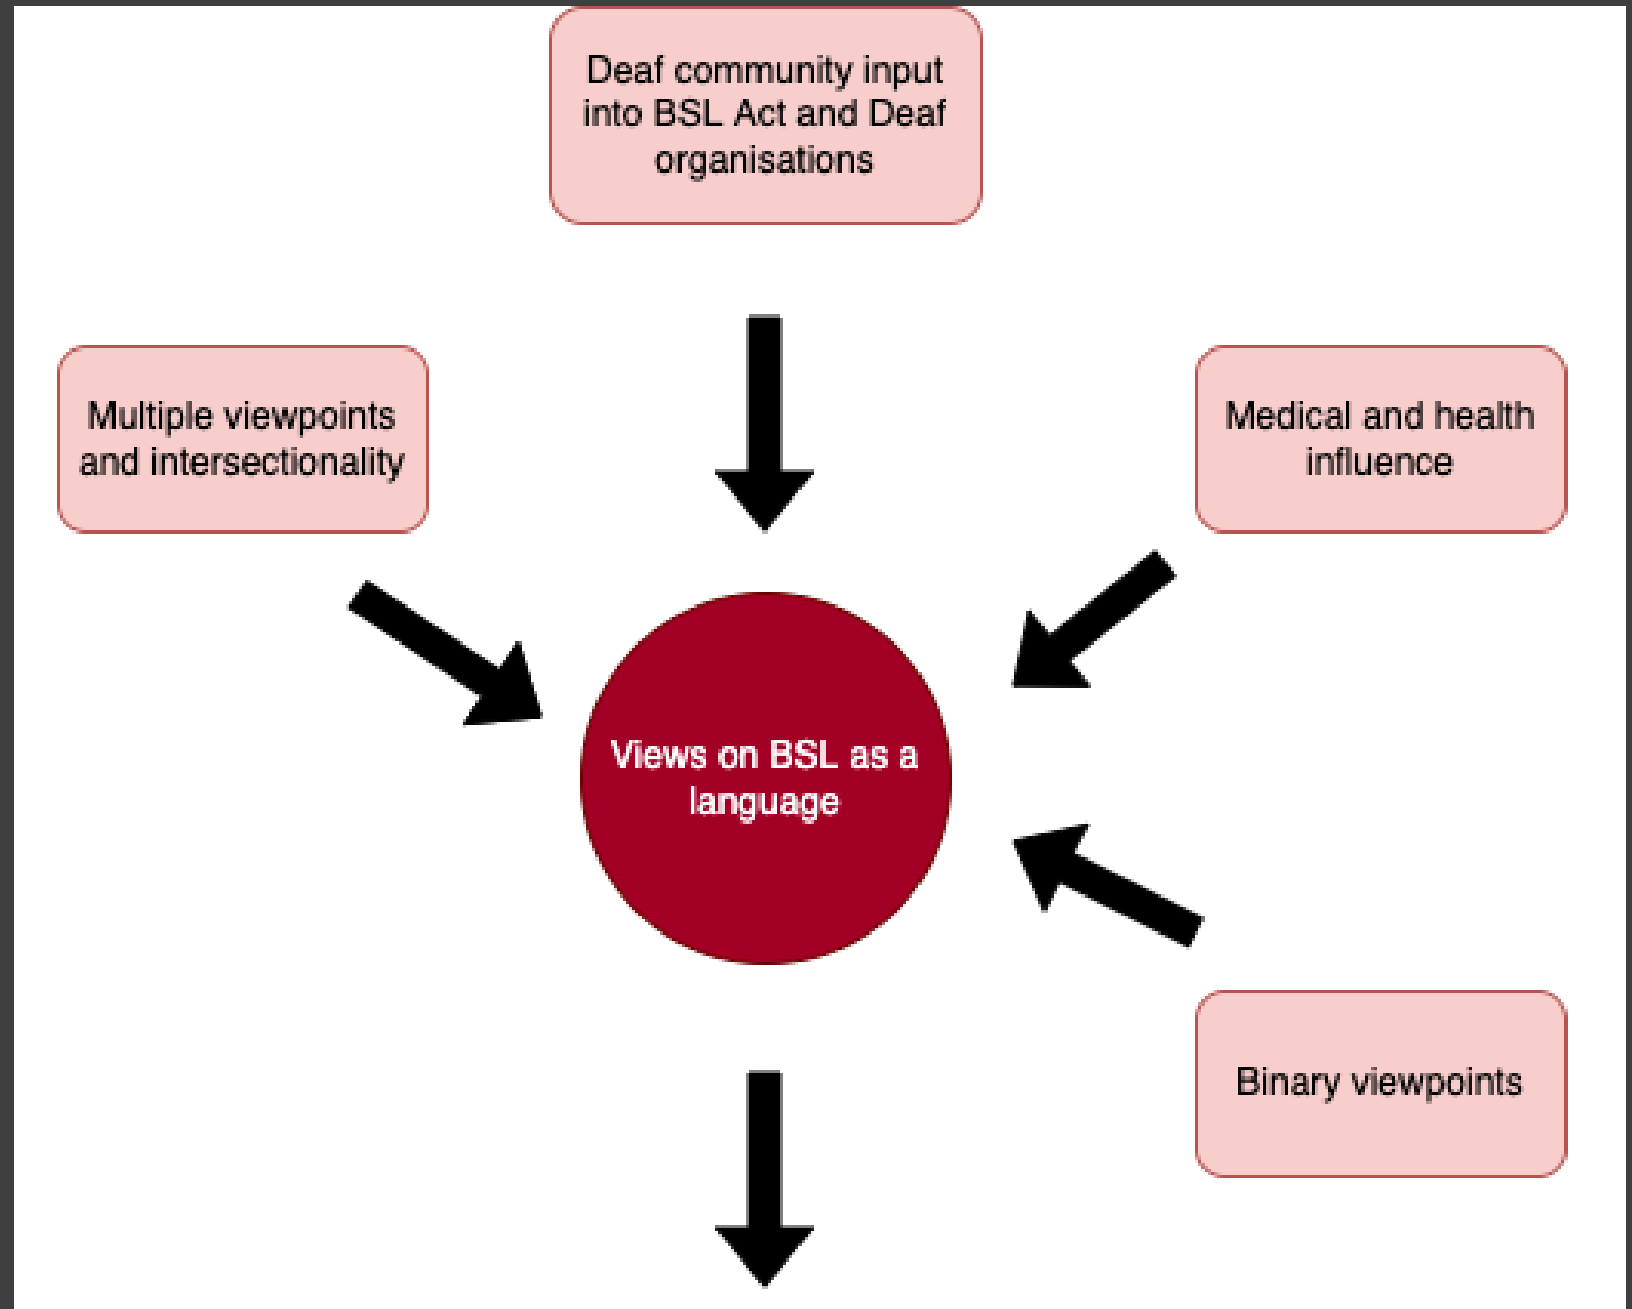 Deaf community input
into BSL Act and Deaf
organisations
Multiple viewpoints
and intersectionality
Medical and health
influence
Views on BSL as a
language
Binary viewpoints